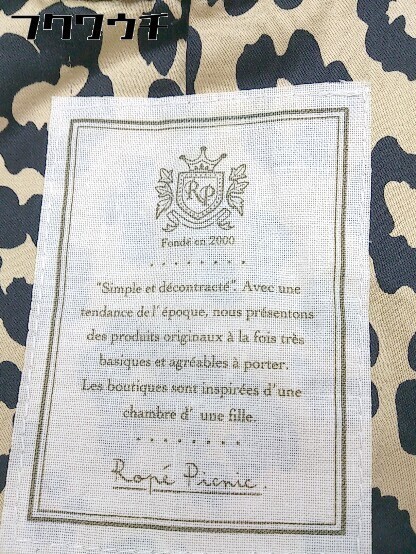 フクワウチ
RP
Fondé en 2000
"Simple et décontracté". Avec une
tendance de l' époque, nous présentons
des produits originaux à la fois très
basiques et agréables à porter.
Les boutiques sont inspirées d' une
chambre d' une fille.
Ropé Picnic.